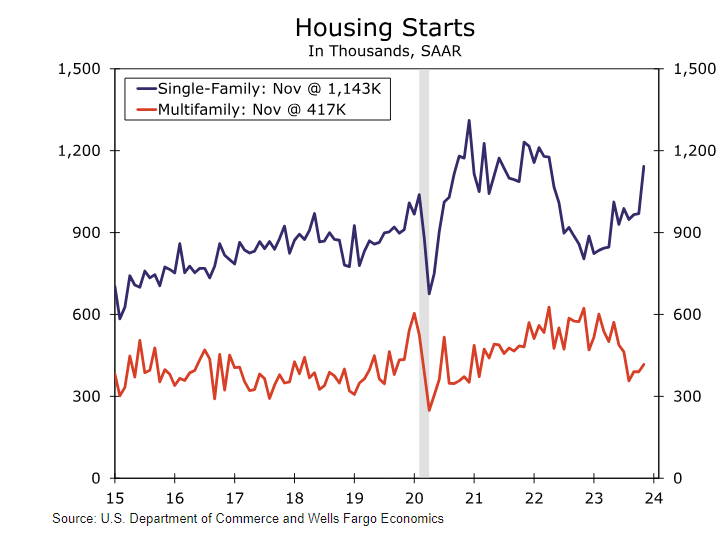 Housing Starts
In Thousands, SAAR
1,500 1,500
Single-Family: Nov @ 1,143K
Multifamily: Nov @ 417K
1,200 1,200
900 900
600 600
300 300
0 0
15 16 17 18 19 20 21 22 23 24
Source: U.S. Department of Commerce and Wells Fargo Economics